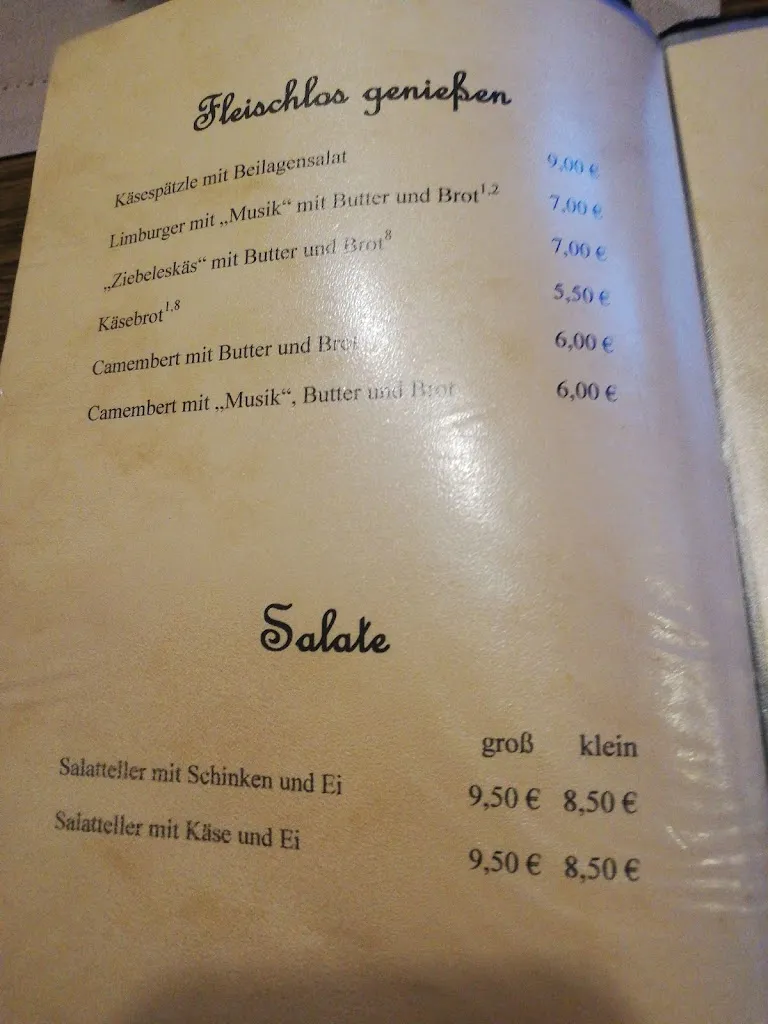 Fleischlos genießen
Käsespätzle mit Beilagensalat 9,00 €
Limburger mit „Musik“ mit Butter und Brot1,2 7,00 €
„Ziebeleskäs“ mit Butter und Brot8 7,00 €
Käsebrot1,8 5,50 €
Camembert mit Butter und Brot 6,00 €
Camembert mit „Musik“, Butter und Brot 6,00 €
Salate
groß klein
Salatteller mit Schinken und Ei 9,50 € 8,50 €
Salatteller mit Käse und Ei 9,50 € 8,50 €